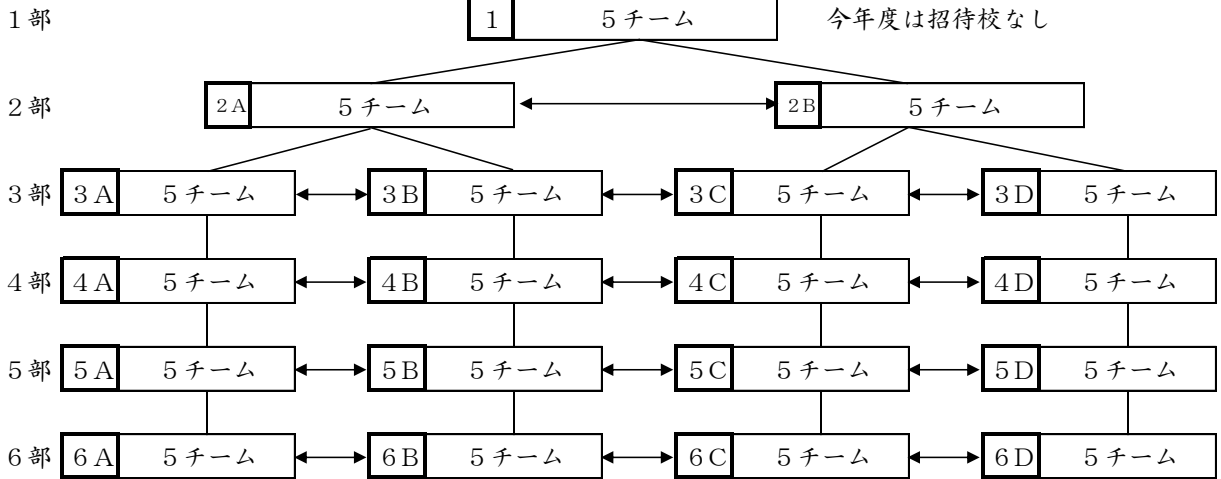 1部 1 5チーム 今年度は招待校なし
2部 2A 5チーム 2B 5チーム
3部 3A 5チーム 3B 5チーム 3C 5チーム 3D 5チーム
4部 4A 5チーム 4B 5チーム 4C 5チーム 4D 5チーム
5部 5A 5チーム 5B 5チーム 5C 5チーム 5D 5チーム
6部 6A 5チーム 6B 5チーム 6C 5チーム 6D 5チーム